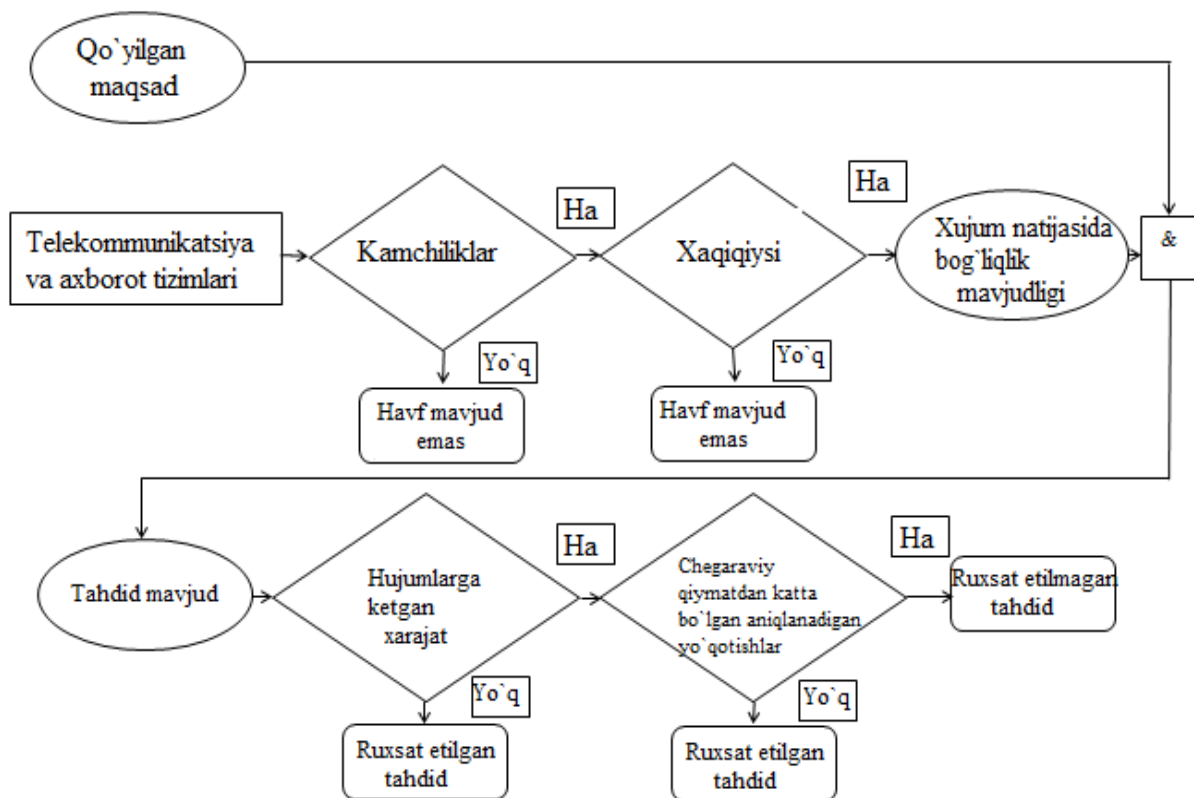 Qo`yilgan
maqsad
Ha
Ha
Telekommunikatsiya
va axborot tizimlari
Kamchiliklar
Xaqiqiysi
Xujum natijasida
bog`liqlik
mavjudligi
&
Yo`q
Yo`q
Havf mavjud
emas
Havf mavjud
emas
Ha
Ha
Tahdid mavjud
Hujumlarga
ketgan
xarajat
Chegaraviy
qiymatdan katta
bo`lgan aniqlanadigan
yo`qotishlar
Ruxsat etilmagan
tahdid
Yo`q
Yo`q
Ruxsat etilgan
tahdid
Ruxsat etilgan
tahdid